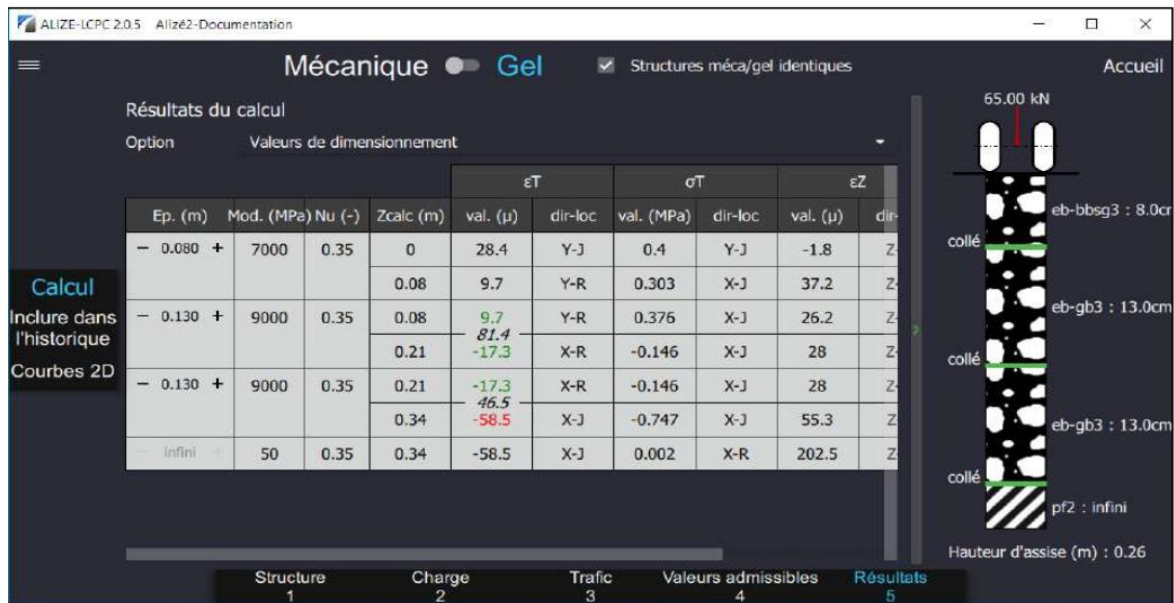 ALIZE-LCPC 2.0.5 Alizé2-Documentation
Mécanique Gel Structures méca/gel identiques Accueil
Résultats du calcul
Option Valeurs de dimensionnement
εT σT εZ
Ep. (m) Mod. (MPa) Nu (-) Zcalc (m) val. (μ) dir-loc val. (MPa) dir-loc val. (μ) dir-
− 0.080 + 7000 0.35 0 28.4 Y-J 0.4 Y-J -1.8 Z-
0.08 9.7 Y-R 0.303 X-J 37.2 Z-
− 0.130 + 9000 0.35 0.08 9.7 Y-R 0.376 X-J 26.2 Z-
81.4
0.21 -17.3 X-R -0.146 X-J 28 Z-
− 0.130 + 9000 0.35 0.21 -17.3 X-R -0.146 X-J 28 Z-
46.5
0.34 -58.5 X-J -0.747 X-J 55.3 Z-
− infini + 50 0.35 0.34 -58.5 X-J 0.002 X-R 202.5 Z-
Calcul
Inclure dans
l'historique
Courbes 2D
65.00 kN
eb-bbsg3 : 8.0cm
collé
eb-gb3 : 13.0cm
collé
eb-gb3 : 13.0cm
collé
pf2 : infini
Hauteur d'assise (m) : 0.26
Structure Charge Trafic Valeurs admissibles Résultats
1 2 3 4 5